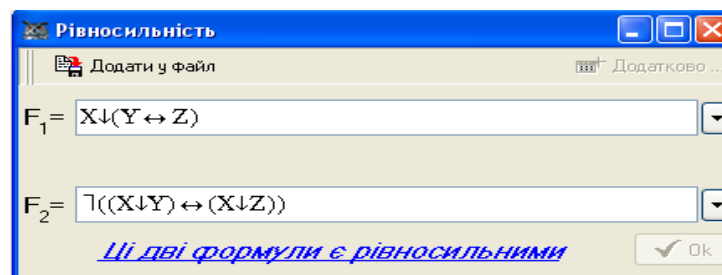 Рівносильність
Додати у файл Додатково ...
F₁= X↓(Y ↔ Z)
F₂= ⅂((X↓Y) ↔ (X↓Z))
Ці дві формули є рівносильними Ok